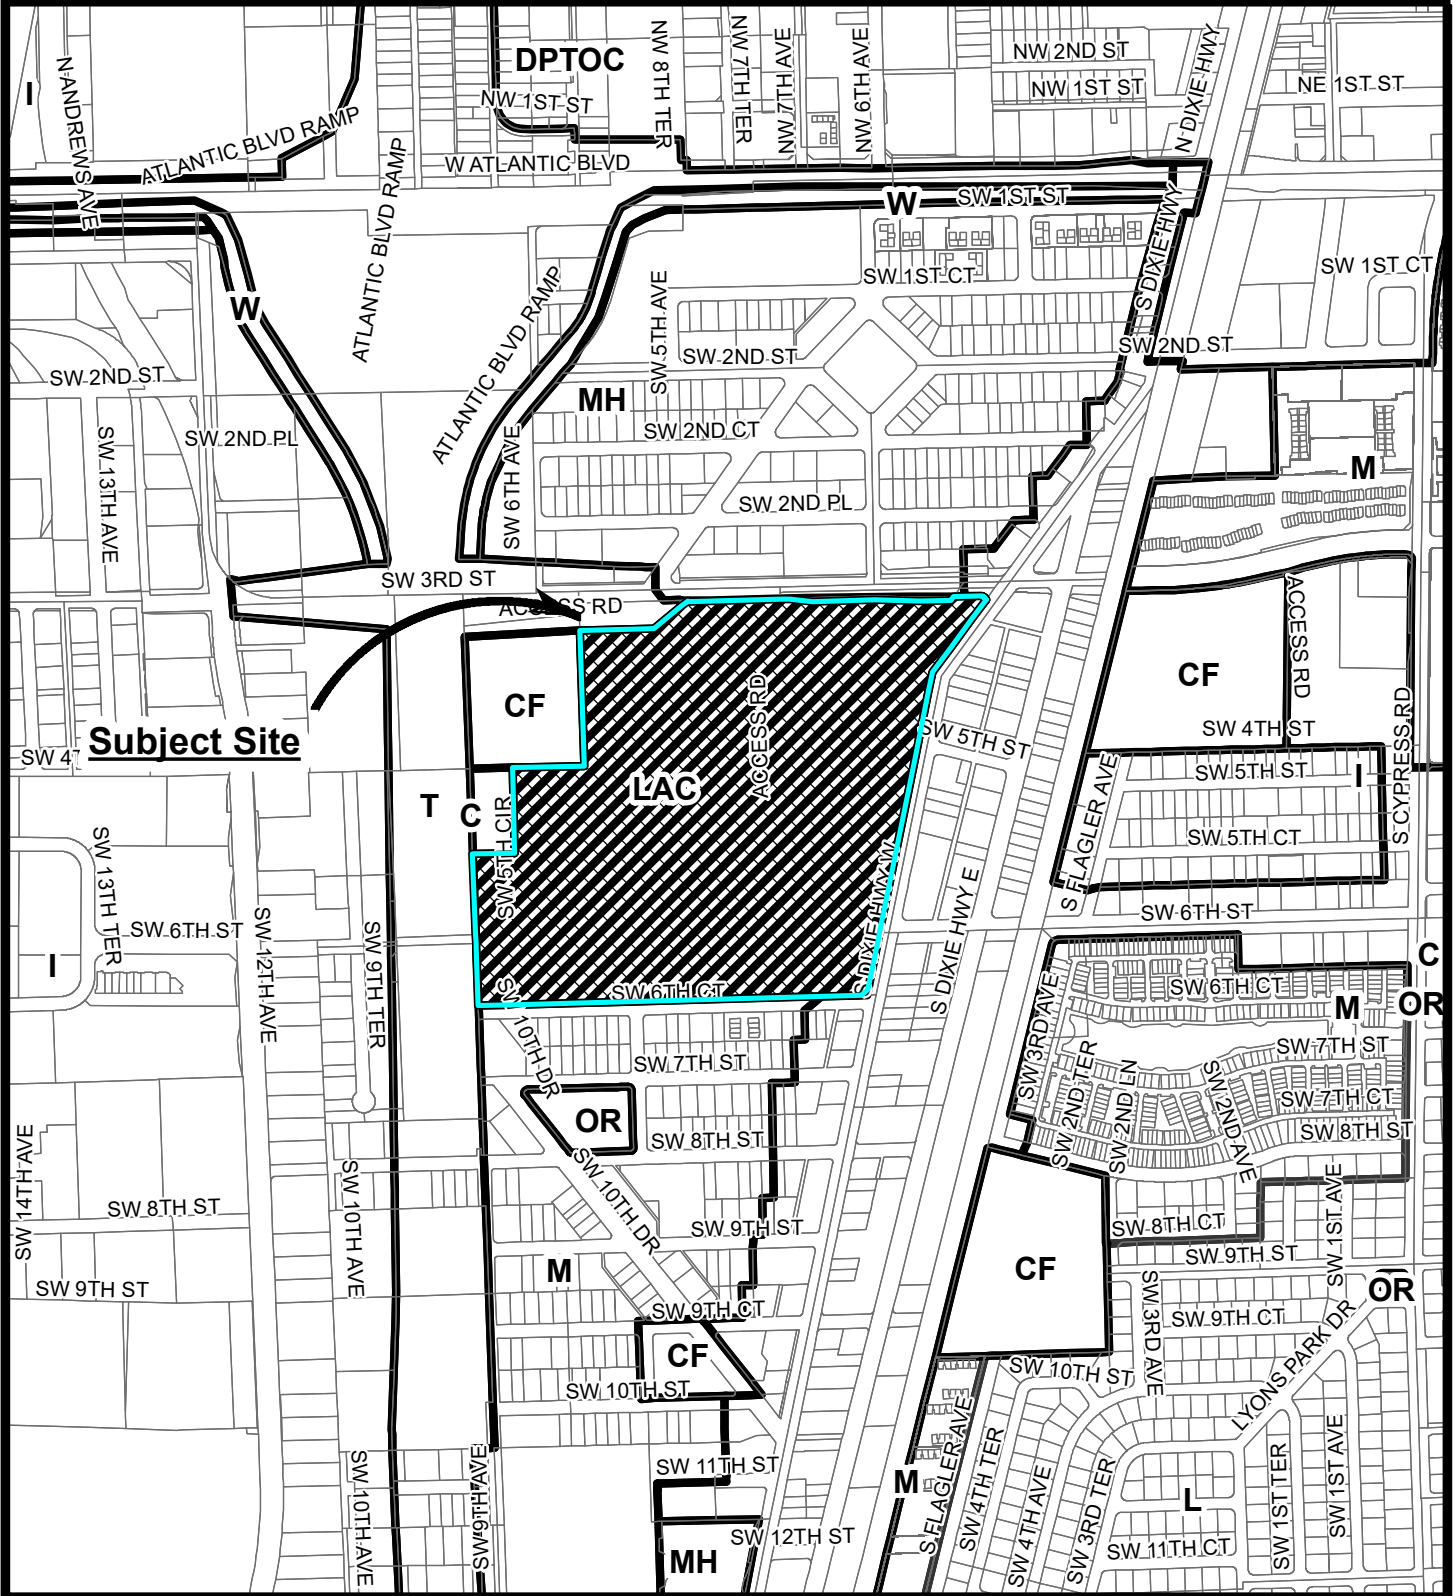 DPTOC
I
N ANDREWS AVE
NW 8TH TER
NW 7TH TER
NW 7TH AVE
NW 6TH AVE
NW 2ND ST
NW 1ST ST
N DIXIE HWY
NE 1ST ST
NW 1ST ST
ATLANTIC BLVD RAMP
W ATLANTIC BLVD
ATLANTIC BLVD RAMP
W
SW 1ST ST
S DIXIE HWY
SW 1ST CT
SW 1ST CT
W
ATLANTIC BLVD RAMP
SW 5TH AVE
SW 2ND ST
SW 2ND ST
SW 2ND ST
MH
SW 2ND CT
SW 2ND PL
SW 13TH AVE
SW 6TH AVE
SW 2ND PL
M
SW 3RD ST
ACCESS RD
ACCESS RD
CF
CF
ACCESS RD
S CYPRESS RD
SW 4TH ST
Subject Site
SW 4T
SW 5TH ST
SW 5TH ST
I
LAC
T
C
SW 5TH CIR
S FLAGLER AVE
SW 5TH CT
SW 13TH TER
SW 6TH ST
SW 12TH AVE
SW 9TH TER
I
S DIXIE HWY W
S DIXIE HWY E
SW 6TH ST
C
SW 6TH CT
SW 6TH CT
M
OR
SW 10TH DR
SW 3RD AVE
SW 7TH ST
SW 7TH ST
SW 2ND TER
SW 2ND LN
SW 2ND AVE
SW 7TH CT
OR
SW 8TH ST
SW 8TH ST
SW 14TH AVE
SW 10TH AVE
SW 10TH DR
SW 8TH ST
SW 9TH ST
SW 8TH CT
SW 1ST AVE
SW 9TH ST
SW 9TH ST
M
CF
OR
SW 9TH CT
SW 3RD AVE
SW 9TH CT
LYONS PARK DR
CF
SW 10TH ST
SW 10TH ST
SW 11TH ST
SW 10TH AVE
SW 9TH AVE
M
S FLAGLER AVE
SW 4TH TER
SW 4TH AVE
SW 3RD TER
L
SW 1ST TER
SW 1ST AVE
SW 12TH ST
SW 11TH CT
MH